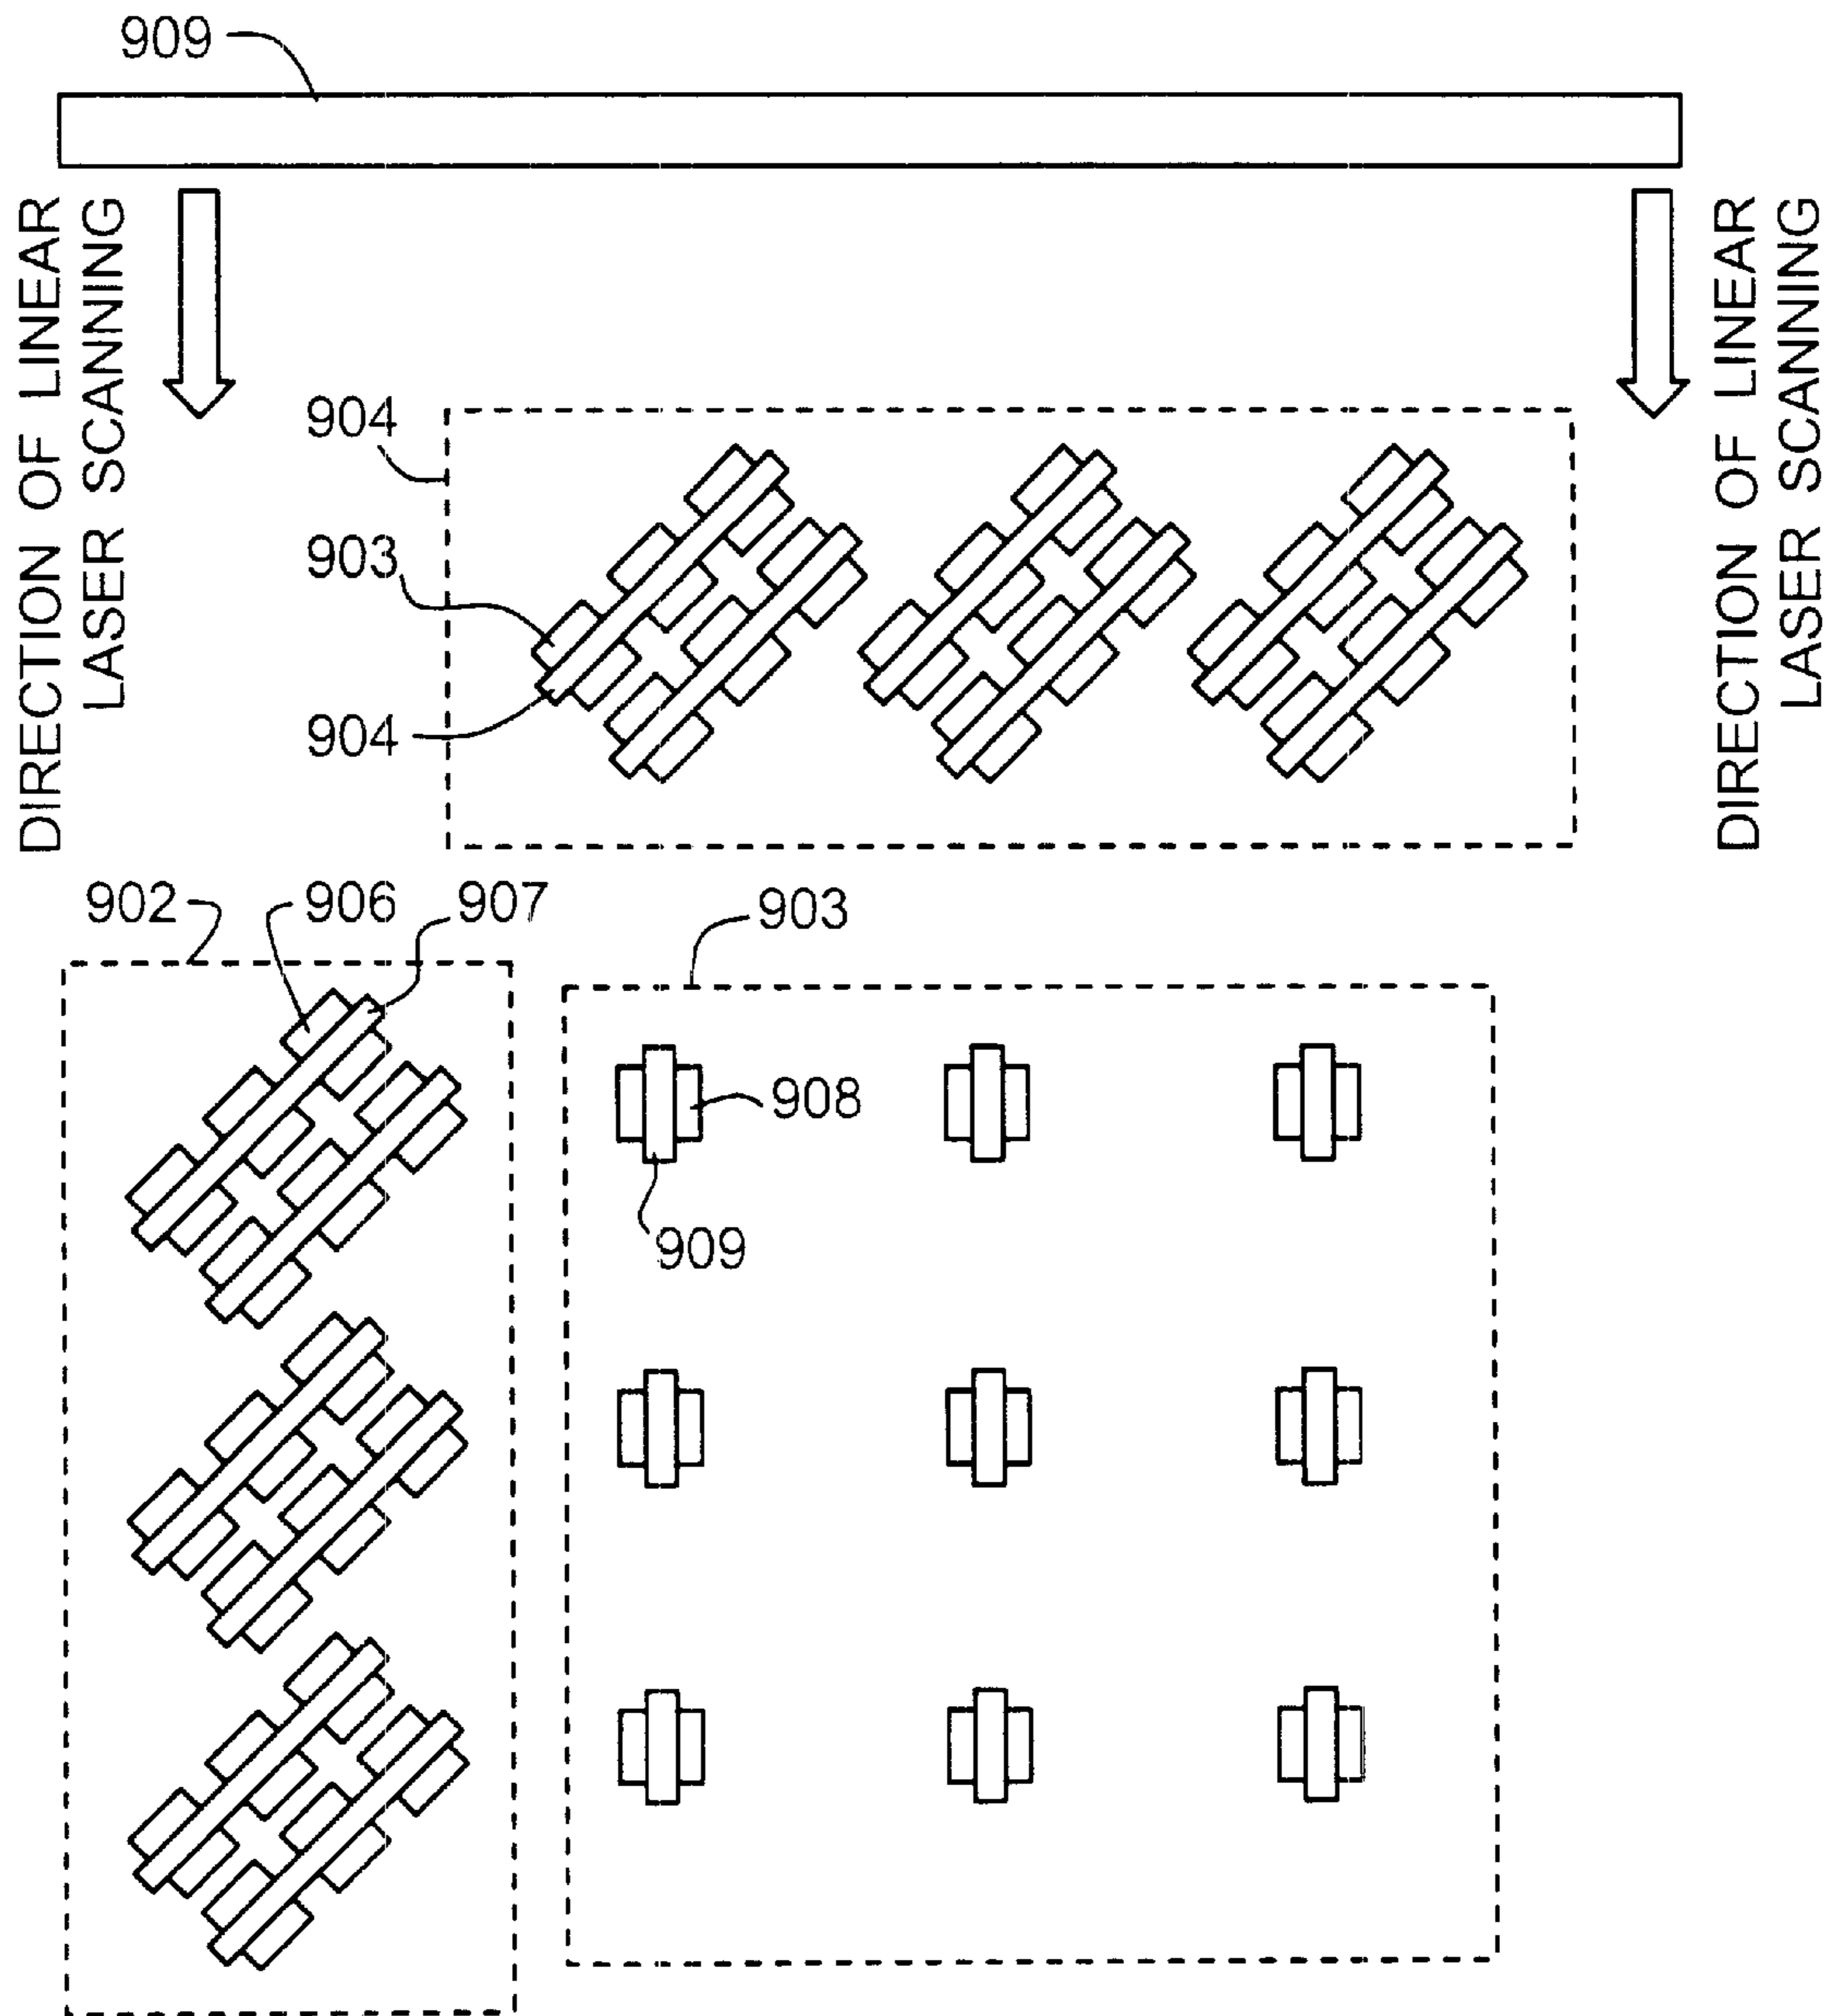 909
DIRECTION OF LINEAR
LASER SCANNING
DIRECTION OF LINEAR
LASER SCANNING
904
903
904
902
906
907
903
908
909